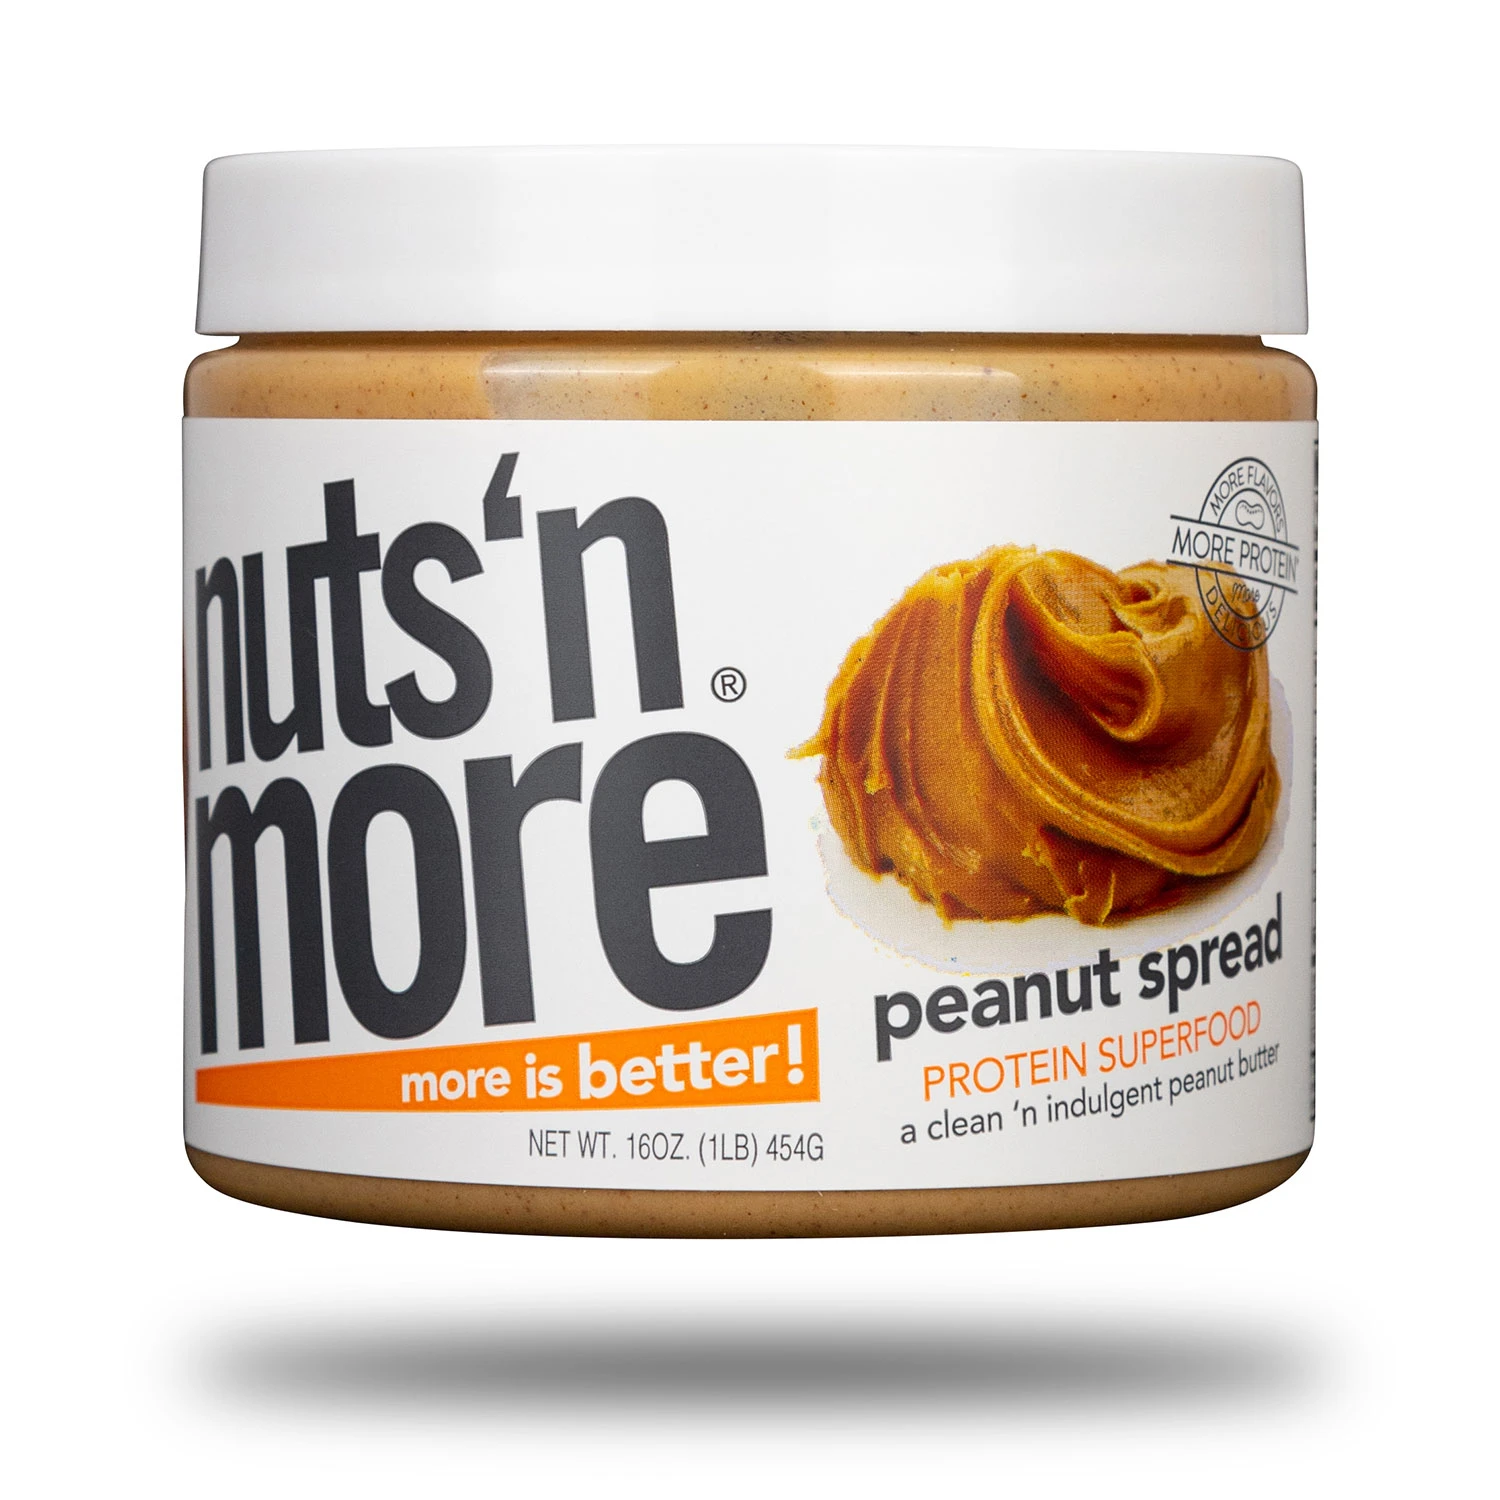 nuts 'n
more®
more is better!
NET WT. 16OZ. (1LB) 454G
MORE FLAVORS
MORE PROTEIN®
more
DELICIOUS
peanut spread
PROTEIN SUPERFOOD
a clean 'n indulgent peanut butter